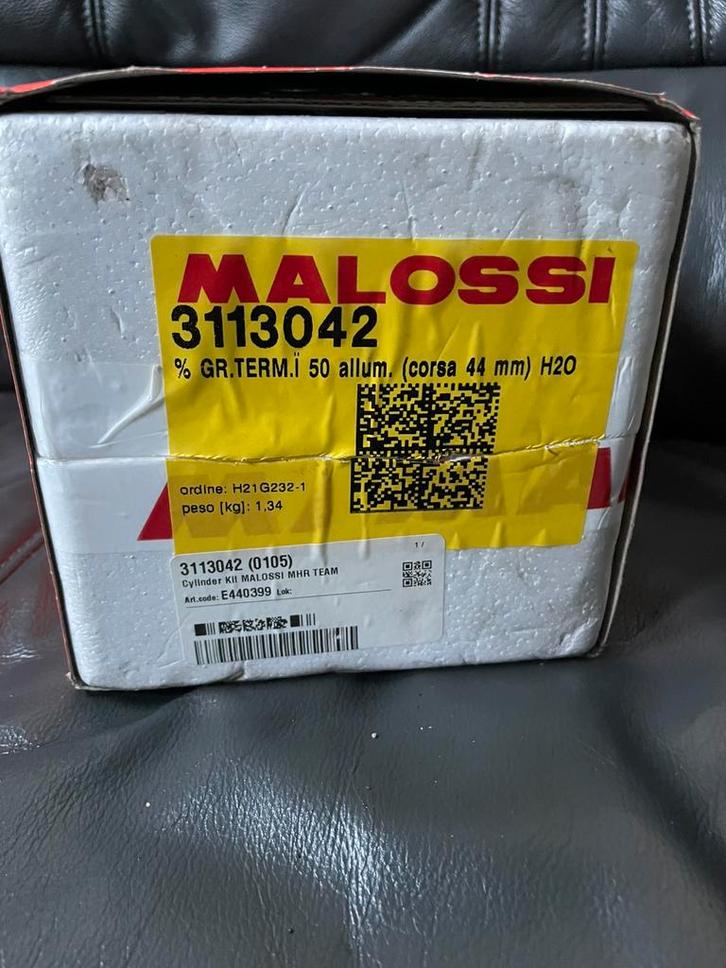 MALOSSI
3113042
% GR.TERM.Ï 50 allum. (corsa 44 mm) H2O
ordine: H21G232-1
peso [kg]: 1,34
1 /
3113042 (0105)
Cylinder Kit MALOSSI MHR TEAM
Art.code: E440399 Lok: